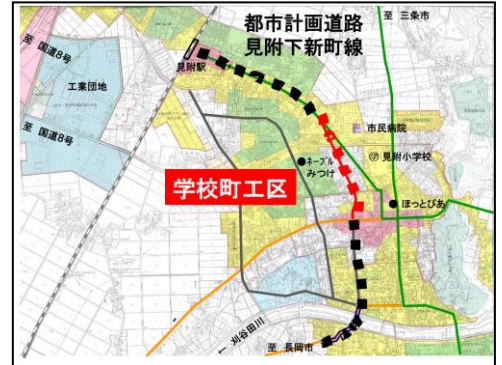 都市計画道路
見附下新町線
至 三条市
至 国道8号
見附駅
工業団地
至 国道8号
市民病院
見附小学校
ネーブル
みつけ
学校町工区
ほっとぴあ
← 刈谷田川
至 長岡市